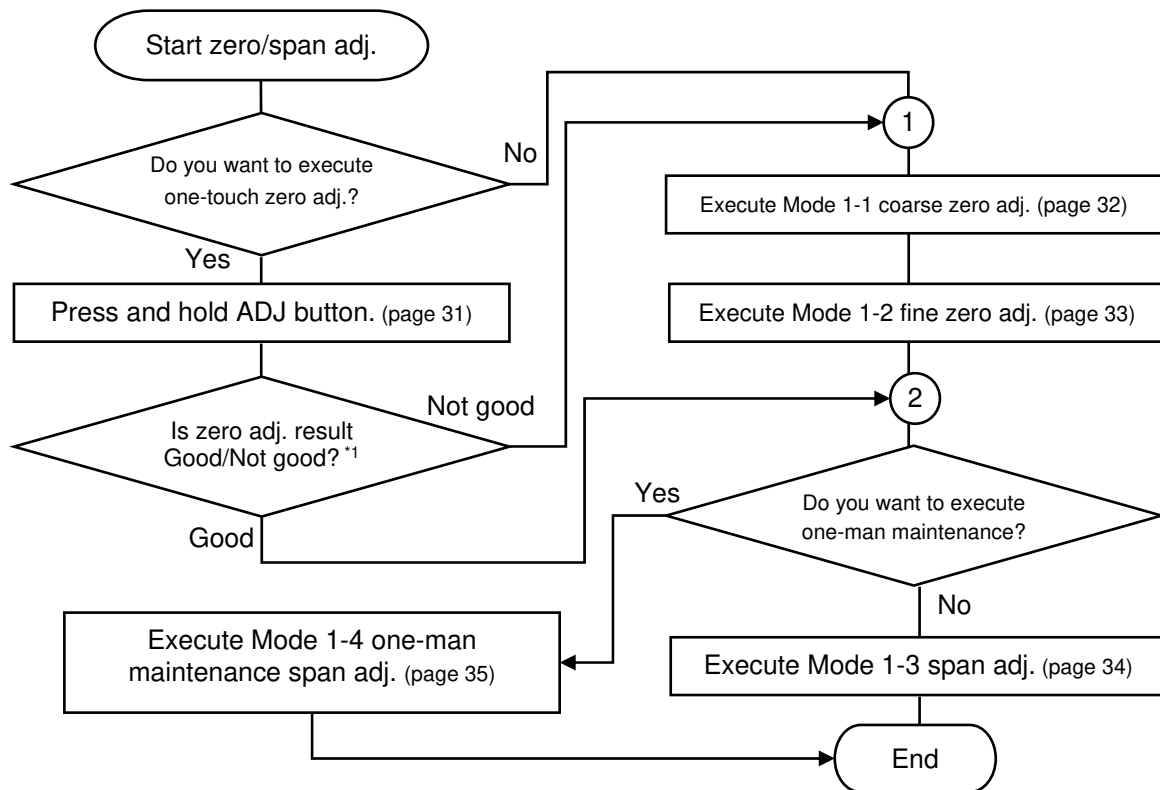 Start zero/span adj.
Do you want to execute
one-touch zero adj.?
No
Yes
Press and hold ADJ button. (page 31)
Is zero adj. result
Good/Not good? *1
Not good
Good
1
Execute Mode 1-1 coarse zero adj. (page 32)
Execute Mode 1-2 fine zero adj. (page 33)
2
Do you want to execute
one-man maintenance?
Yes
No
Execute Mode 1-4 one-man
maintenance span adj. (page 35)
Execute Mode 1-3 span adj. (page 34)
End